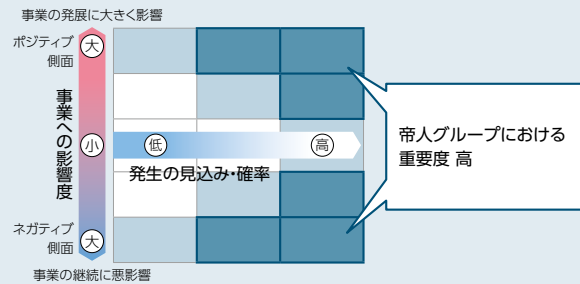 事業の発展に大きく影響
ポジティブ
側面
大
事業への影響度
小
低
高
発生の見込み・確率
帝人グループにおける
重要度 高
ネガティブ
側面
大
事業の継続に悪影響